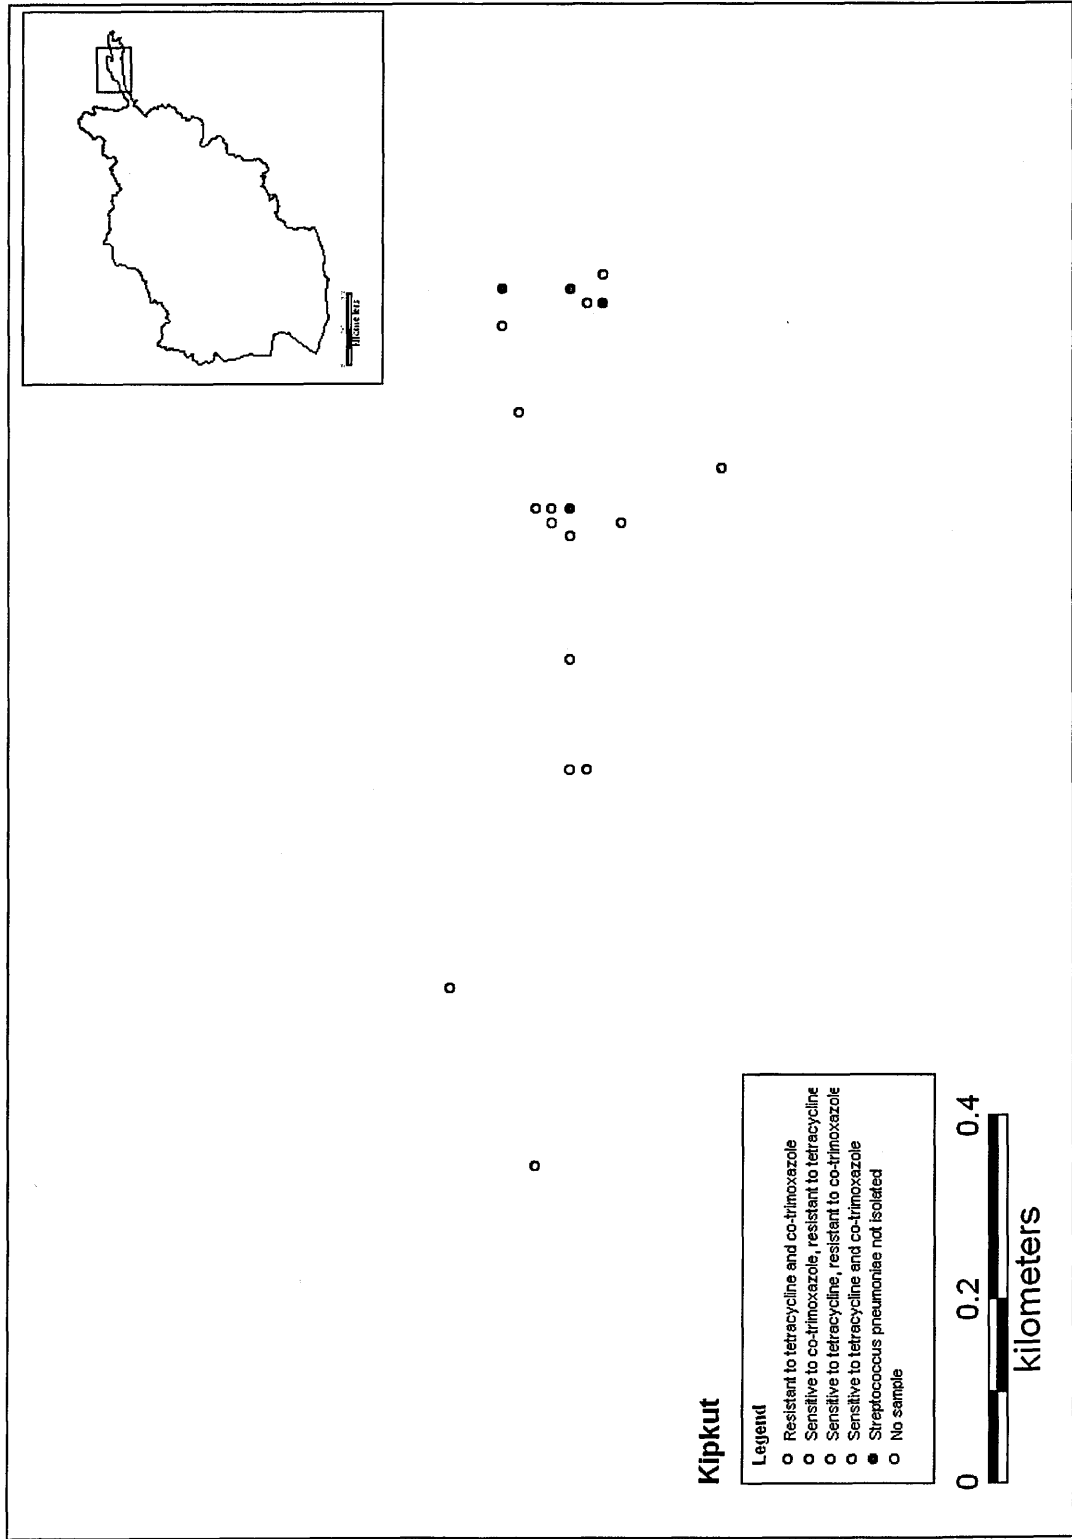 Kipkut
Legend
Resistant to tetracycline and co-trimoxazole
Sensitive to co-trimoxazole, resistant to tetracycline
Sensitive to tetracycline, resistant to co-trimoxazole
Sensitive to tetracycline and co-trimoxazole
Streptococcus pneumoniae not isolated
No sample
0 0.2 0.4
kilometers